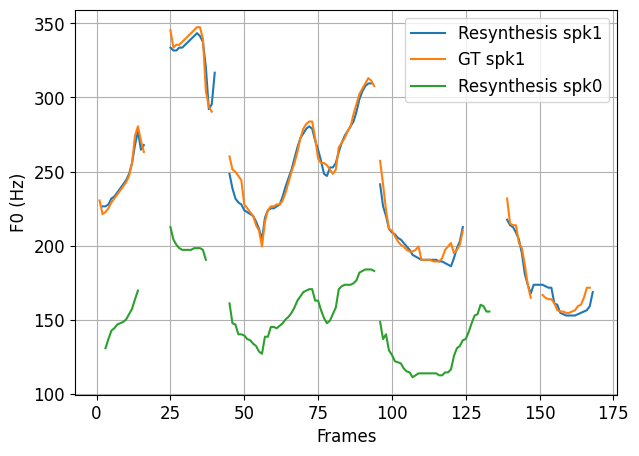 Resynthesis spk1
GT spk1
Resynthesis spk0
350
300
250
200
150
100
F0 (Hz)
0 25 50 75 100 125 150 175
Frames